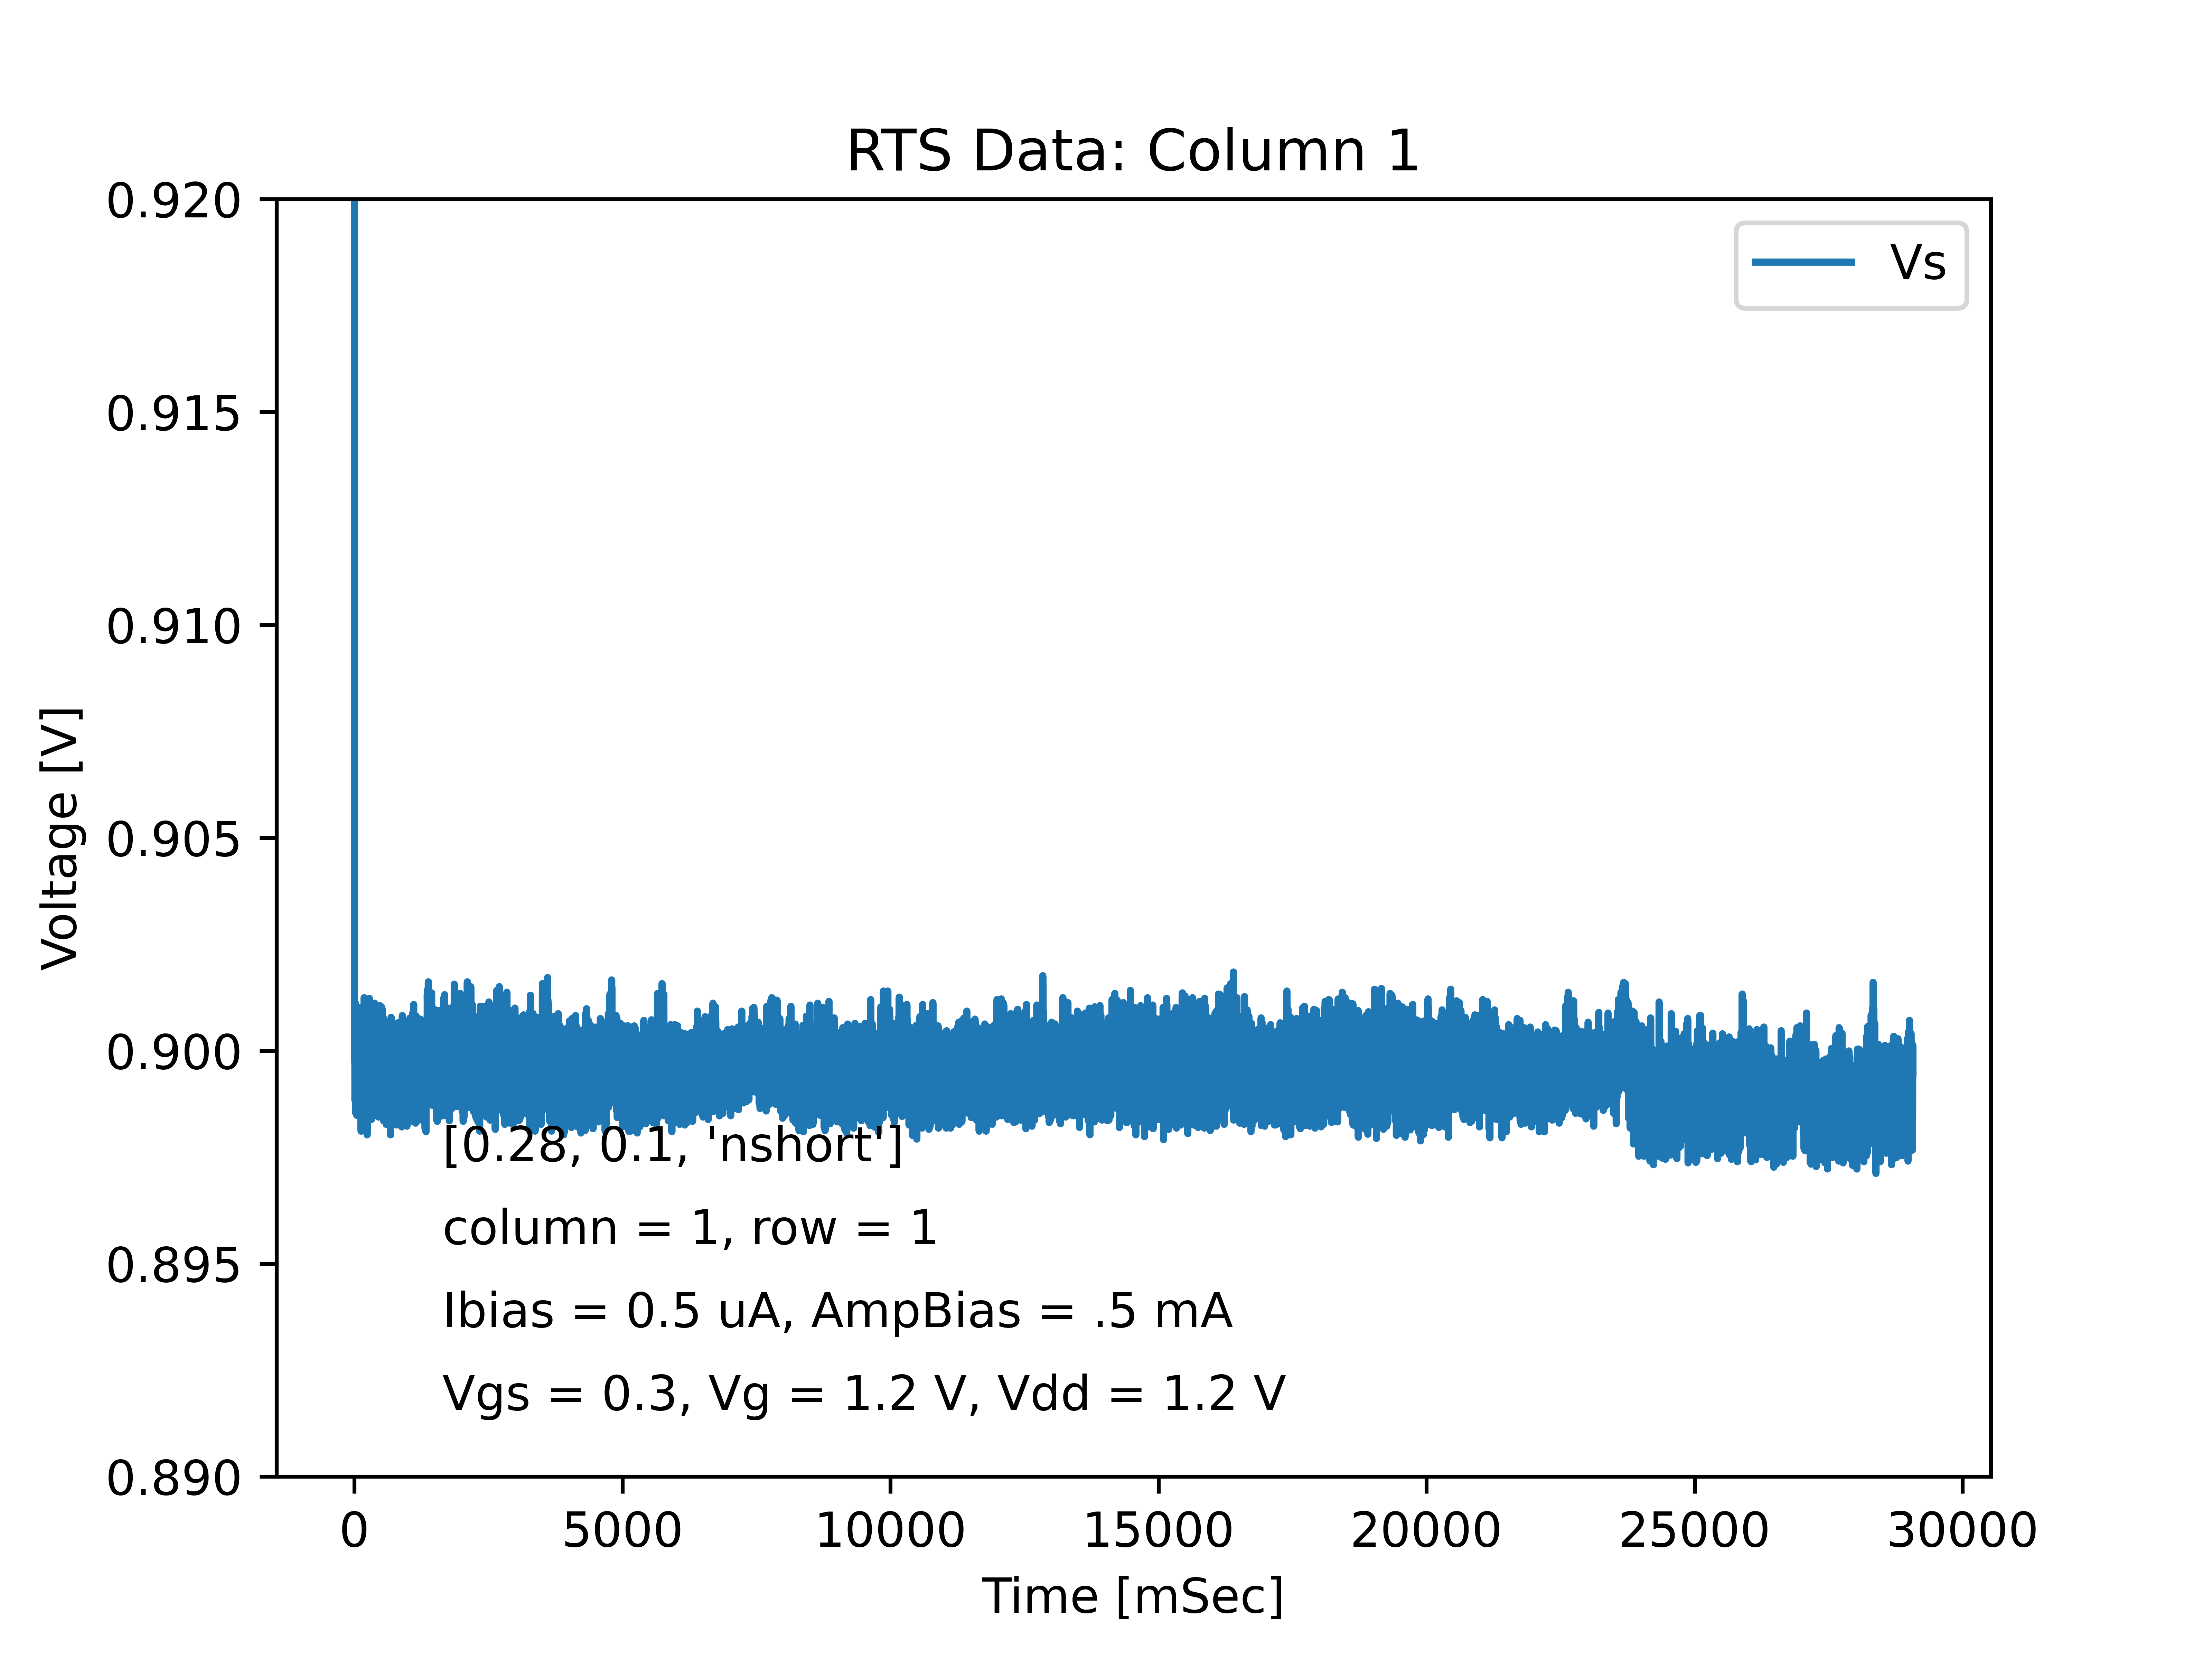 RTS Data: Column 1
Vs
0.920
0.915
0.910
0.905
0.900
0.895
0.890
Voltage [V]
[0.28, 0.1, 'nshort']
column = 1, row = 1
Ibias = 0.5 uA, AmpBias = .5 mA
Vgs = 0.3, Vg = 1.2 V, Vdd = 1.2 V
0 5000 10000 15000 20000 25000 30000
Time [mSec]